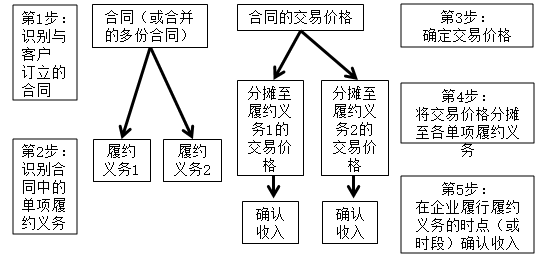 第1步：
识别与
客户
订立的
合同
合同（或合并
的多份合同）
履约
义务1
履约
义务2
第2步：
识别合
同中的
单项履
约义务
合同的交易价格
分摊至
履约义
务1的
交易价
格
分摊至
履约义
务2的
交易价
格
确认
收入
确认
收入
第3步：
确定交易价格
第4步：
将交易价格分摊
至各单项履约义
务
第5步：
在企业履行履约
义务的时点（或
时段）确认收入